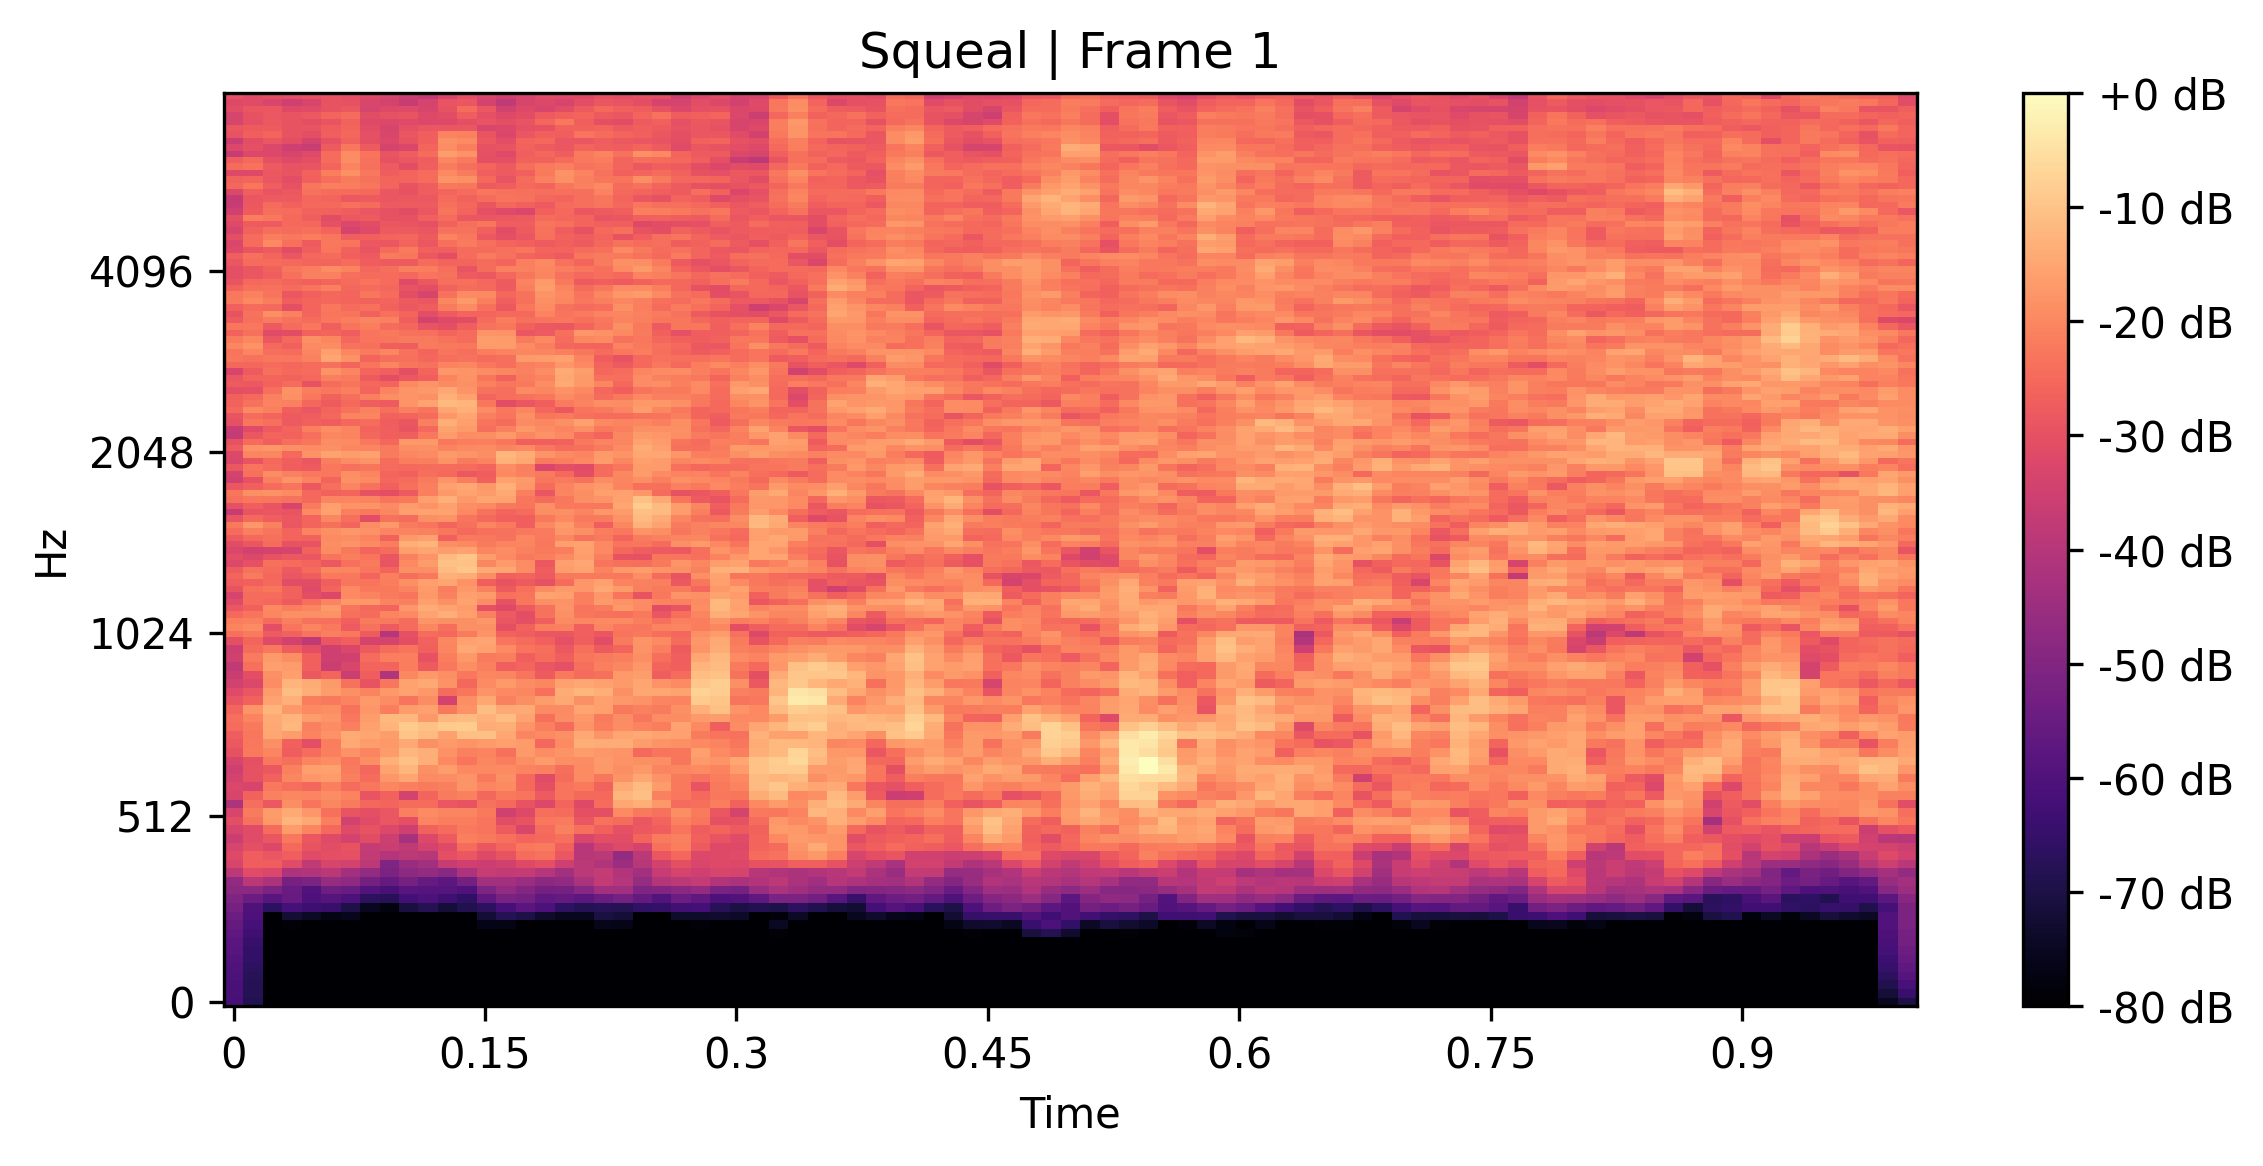 Squeal | Frame 1
+0 dB
-10 dB
-20 dB
-30 dB
-40 dB
-50 dB
-60 dB
-70 dB
-80 dB
4096
2048
1024
512
0
Hz
0 0.15 0.3 0.45 0.6 0.75 0.9
Time